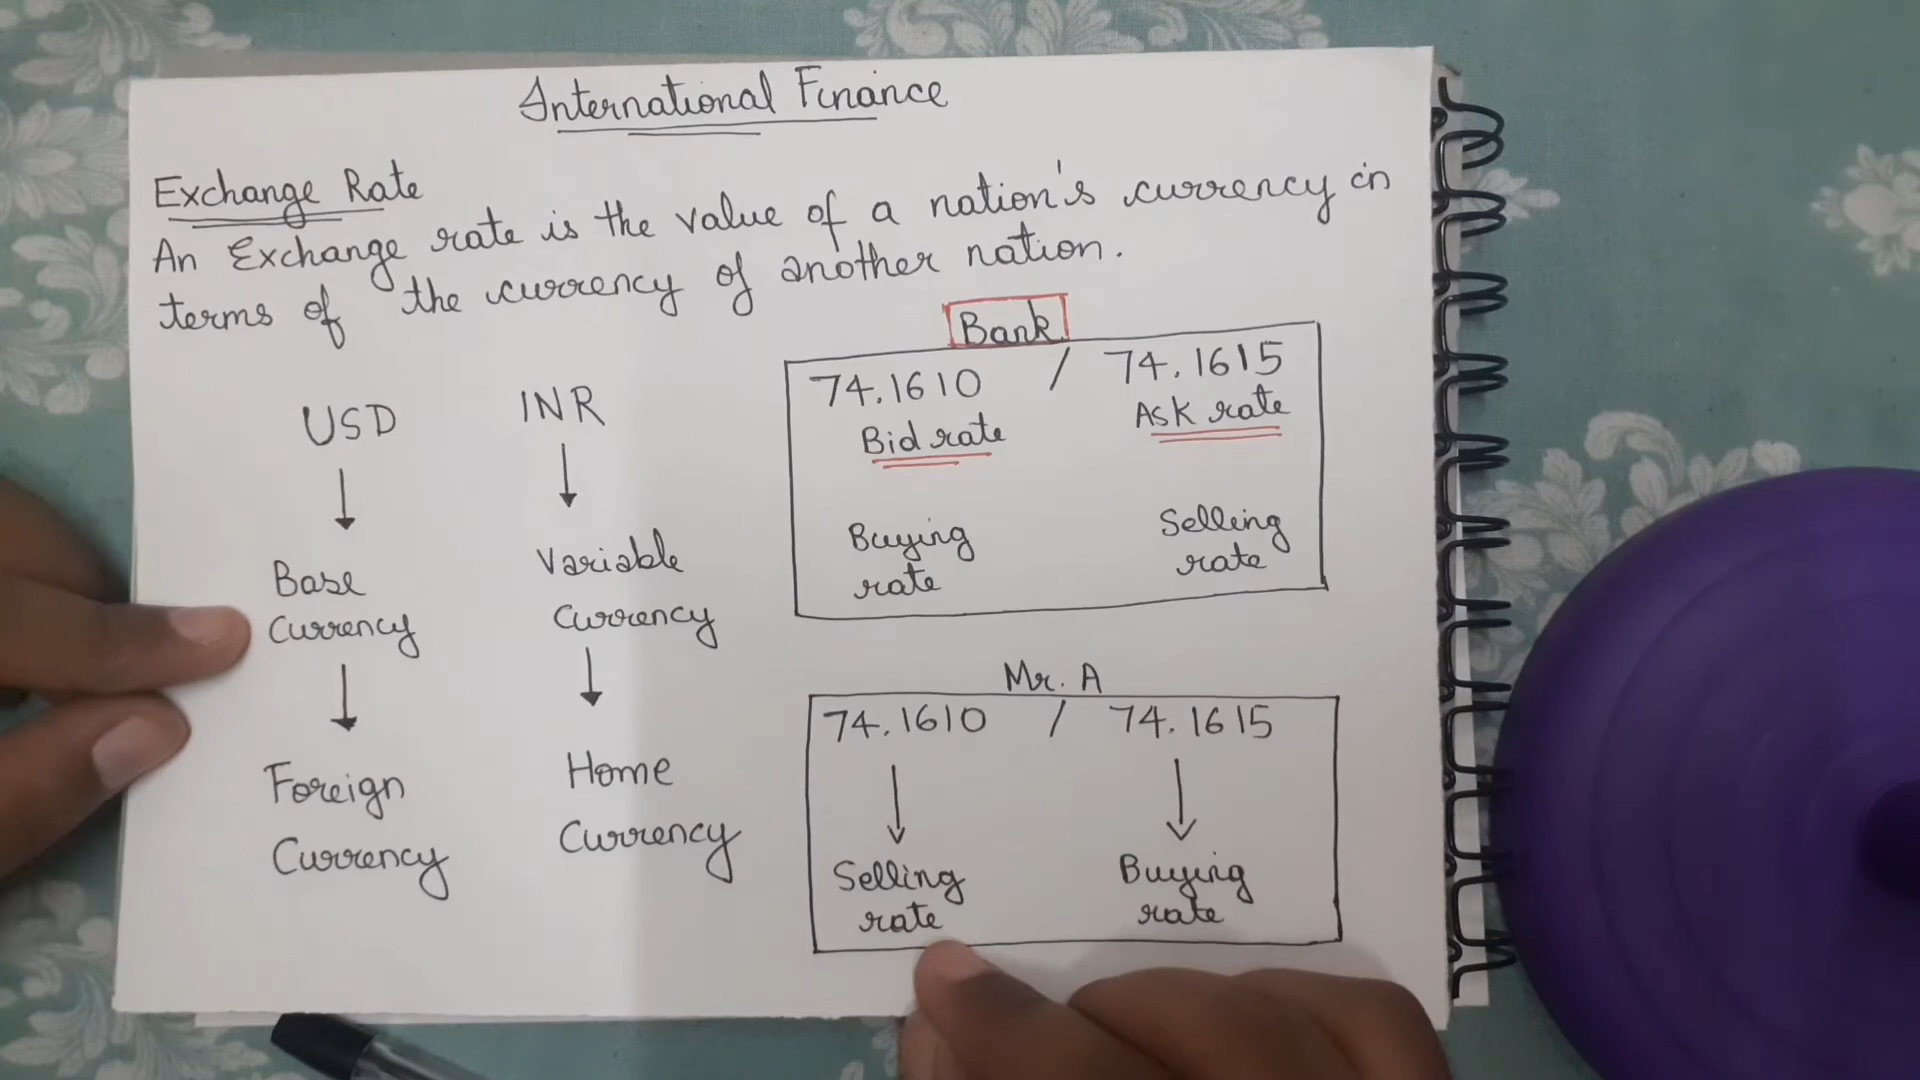 International Finance
Exchange Rate
An Exchange rate is the value of a nation's currency in
terms of the currency of another nation.
USD
↓
Base
Currency
↓
Foreign
Currency
INR
↓
Variable
Currency
↓
Home
Currency
Bank
74.1610 / 74.1615
Bid rate Ask rate
Buying Selling
rate rate
Mr. A
74.1610 / 74.1615
↓ ↓
Selling Buying
rate rate